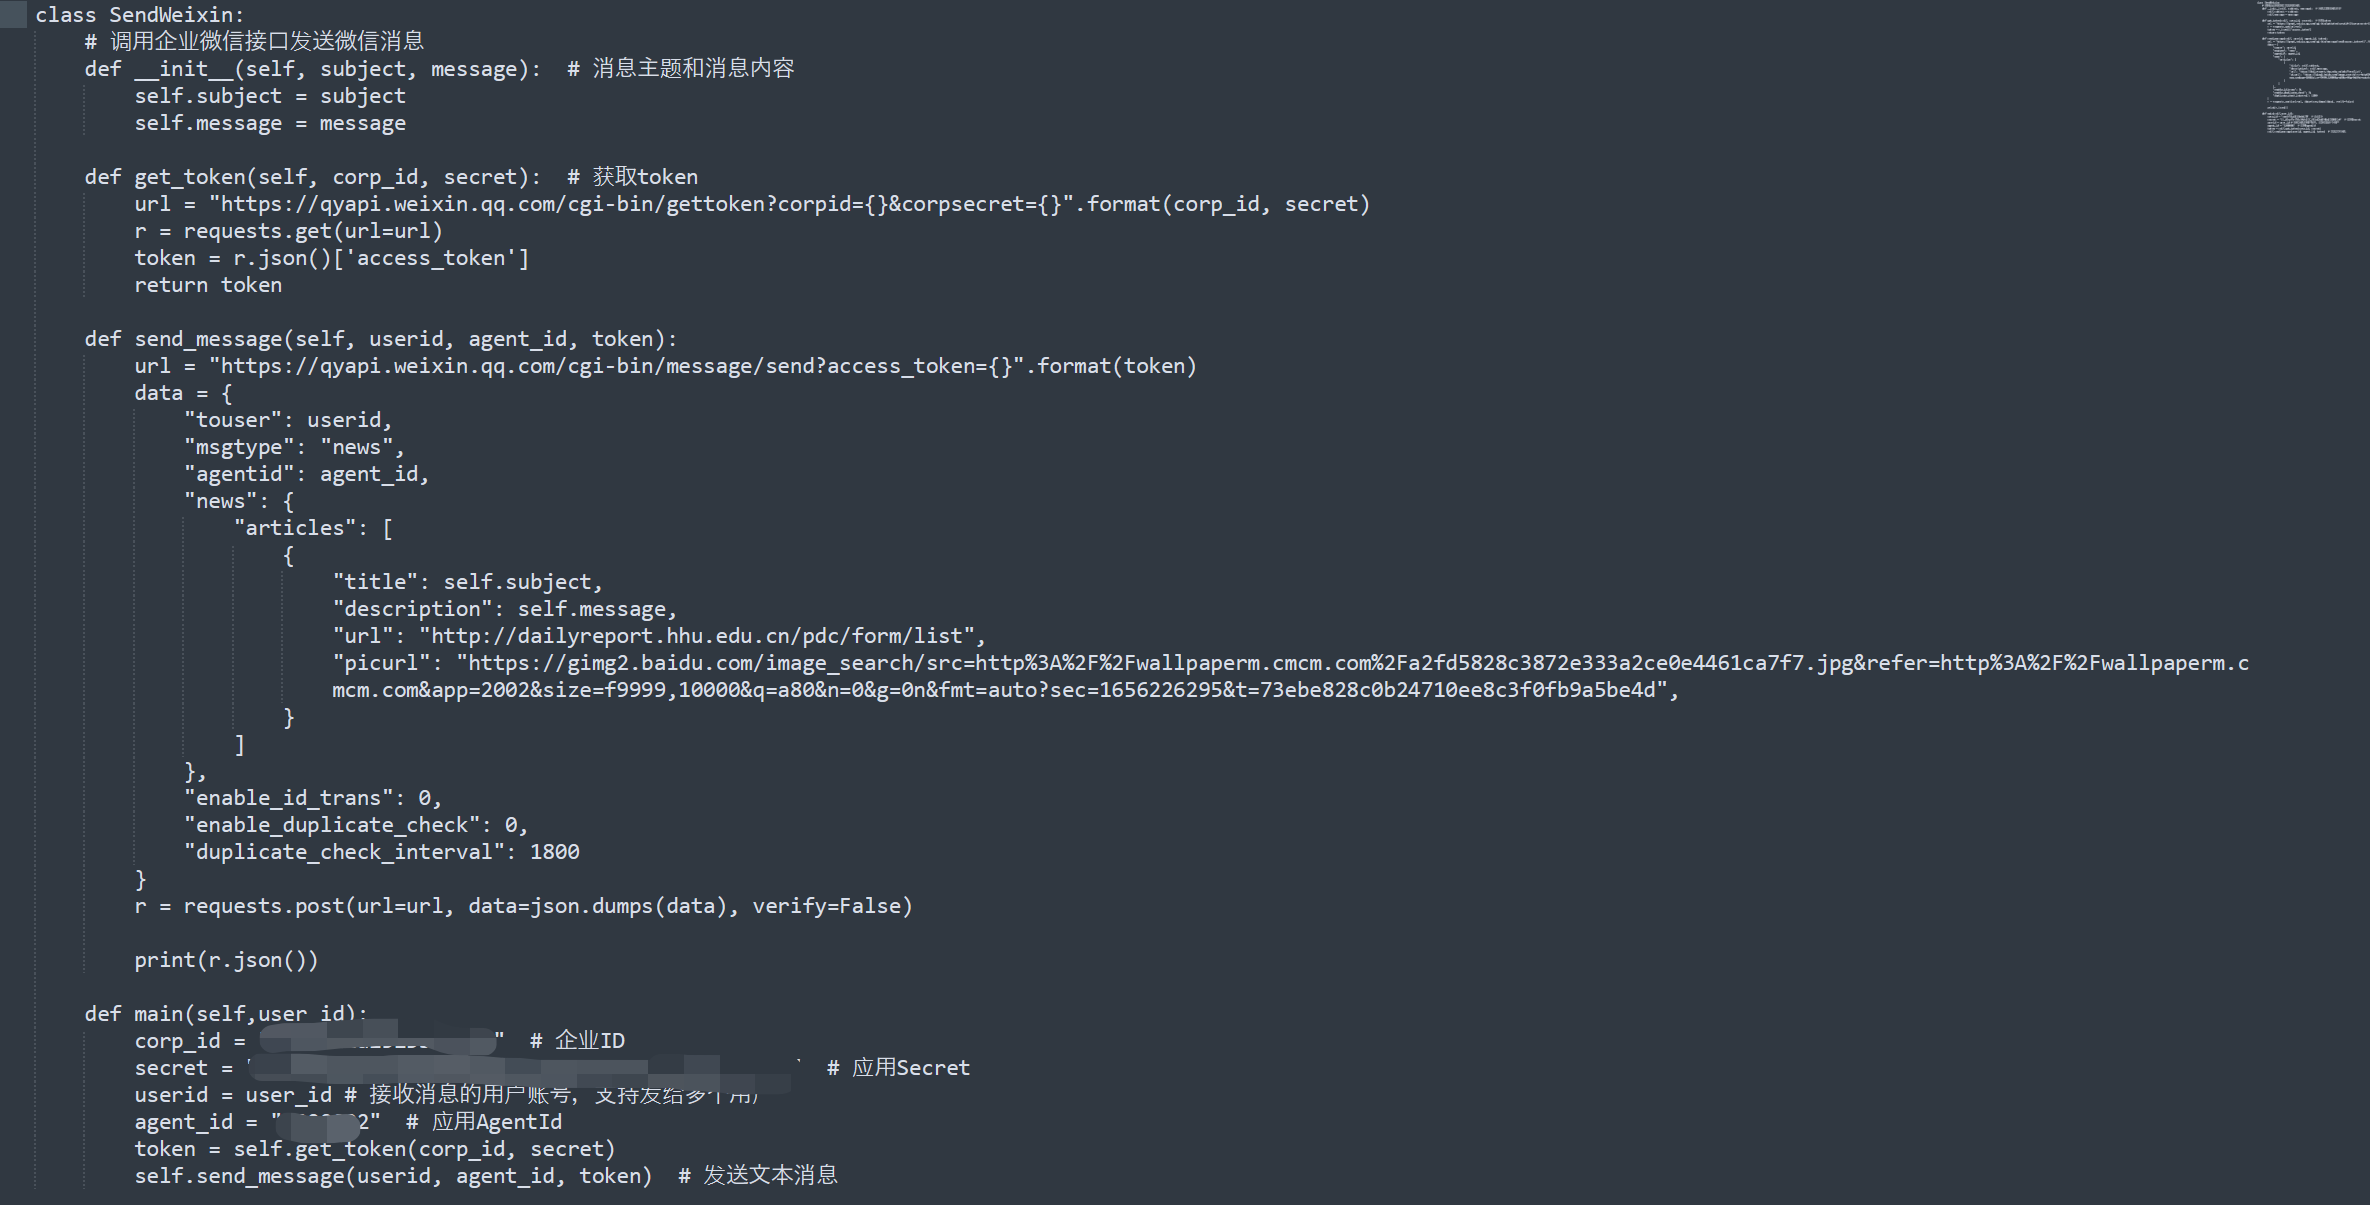 class SendWeixin:
    # 调用企业微信接口发送微信消息
    def __init__(self, subject, message):  # 消息主题和消息内容
        self.subject = subject
        self.message = message

    def get_token(self, corp_id, secret):  # 获取token
        url = "https://qyapi.weixin.qq.com/cgi-bin/gettoken?corpid={}&corpsecret={}".format(corp_id, secret)
        r = requests.get(url=url)
        token = r.json()['access_token']
        return token

    def send_message(self, userid, agent_id, token):
        url = "https://qyapi.weixin.qq.com/cgi-bin/message/send?access_token={}".format(token)
        data = {
            "touser": userid,
            "msgtype": "news",
            "agentid": agent_id,
            "news": {
                "articles": [
                    {
                        "title": self.subject,
                        "description": self.message,
                        "url": "http://dailyreport.hhu.edu.cn/pdc/form/list",
                        "picurl": "https://gimg2.baidu.com/image_search/src=http%3A%2F%2Fwallpaperm.cmcm.com%2Fa2fd5828c3872e333a2ce0e4461ca7f7.jpg&refer=http%3A%2F%2Fwallpaperm.c
                        mcm.com&app=2002&size=f9999,10000&q=a80&n=0&g=0n&fmt=auto?sec=1656226295&t=73ebe828c0b24710ee8c3f0fb9a5be4d",
                    }
                ]
            },
            "enable_id_trans": 0,
            "enable_duplicate_check": 0,
            "duplicate_check_interval": 1800
        }
        r = requests.post(url=url, data=json.dumps(data), verify=False)

        print(r.json())

    def main(self,user_id):
        corp_id = "  # 企业ID
        secret =   # 应用Secret
        userid = user_id # 接收消息的用户账号，支持发给多个用户
        agent_id = "2"  # 应用AgentId
        token = self.get_token(corp_id, secret)
        self.send_message(userid, agent_id, token)  # 发送文本消息